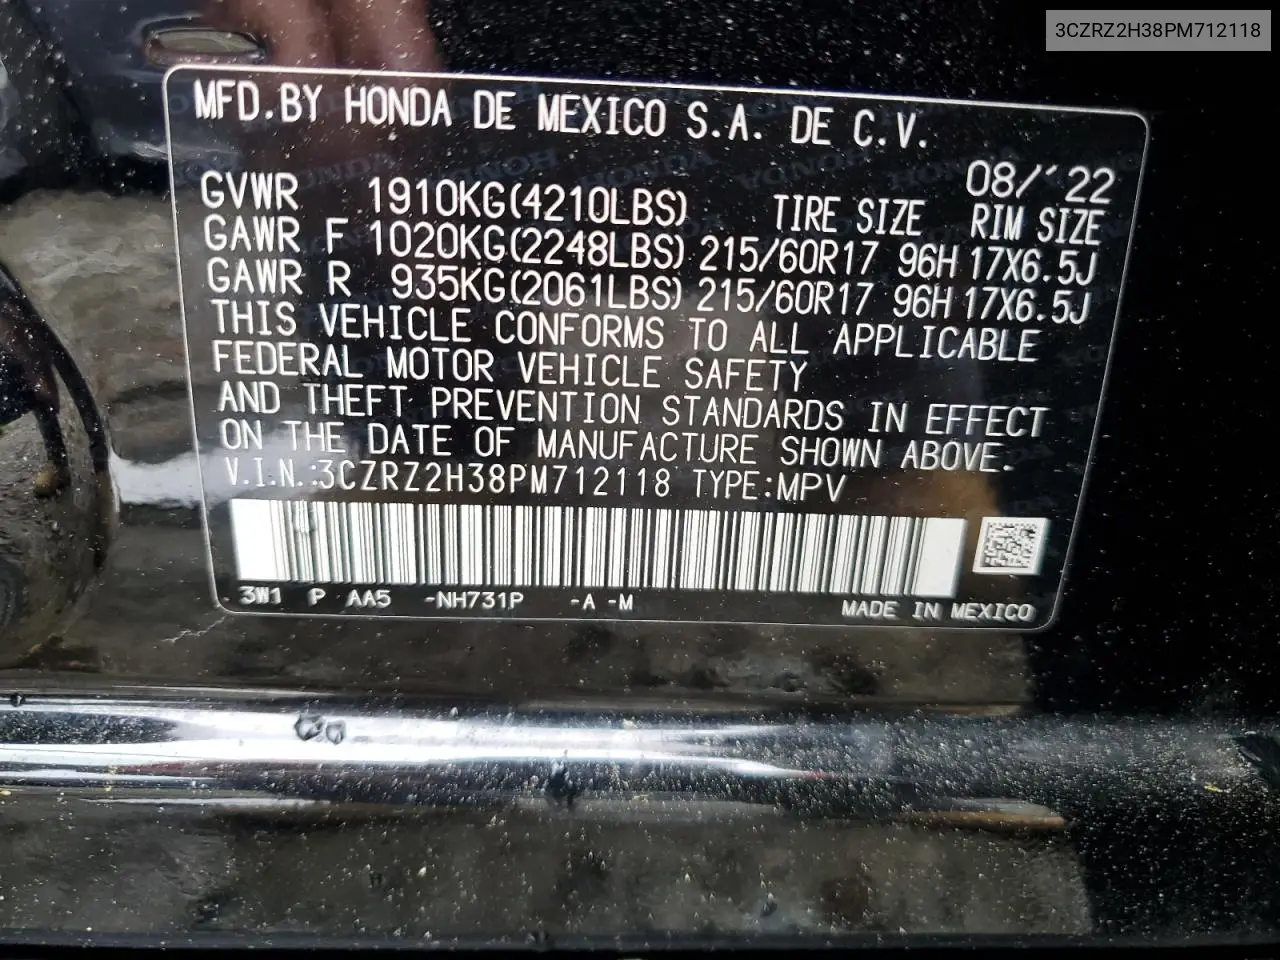 3CZRZ2H38PM712118
MFD.BY HONDA DE MEXICO S.A. DE C.V.
08/'22
GVWR 1910KG(4210LBS) TIRE SIZE RIM SIZE
GAWR F 1020KG(2248LBS) 215/60R17 96H 17X6.5J
GAWR R 935KG(2061LBS) 215/60R17 96H 17X6.5J
THIS VEHICLE CONFORMS TO ALL APPLICABLE
FEDERAL MOTOR VEHICLE SAFETY
AND THEFT PREVENTION STANDARDS IN EFFECT
ON THE DATE OF MANUFACTURE SHOWN ABOVE.
V.I.N.:3CZRZ2H38PM712118 TYPE:MPV
3W1 P AA5 -NH731P -A -M MADE IN MEXICO